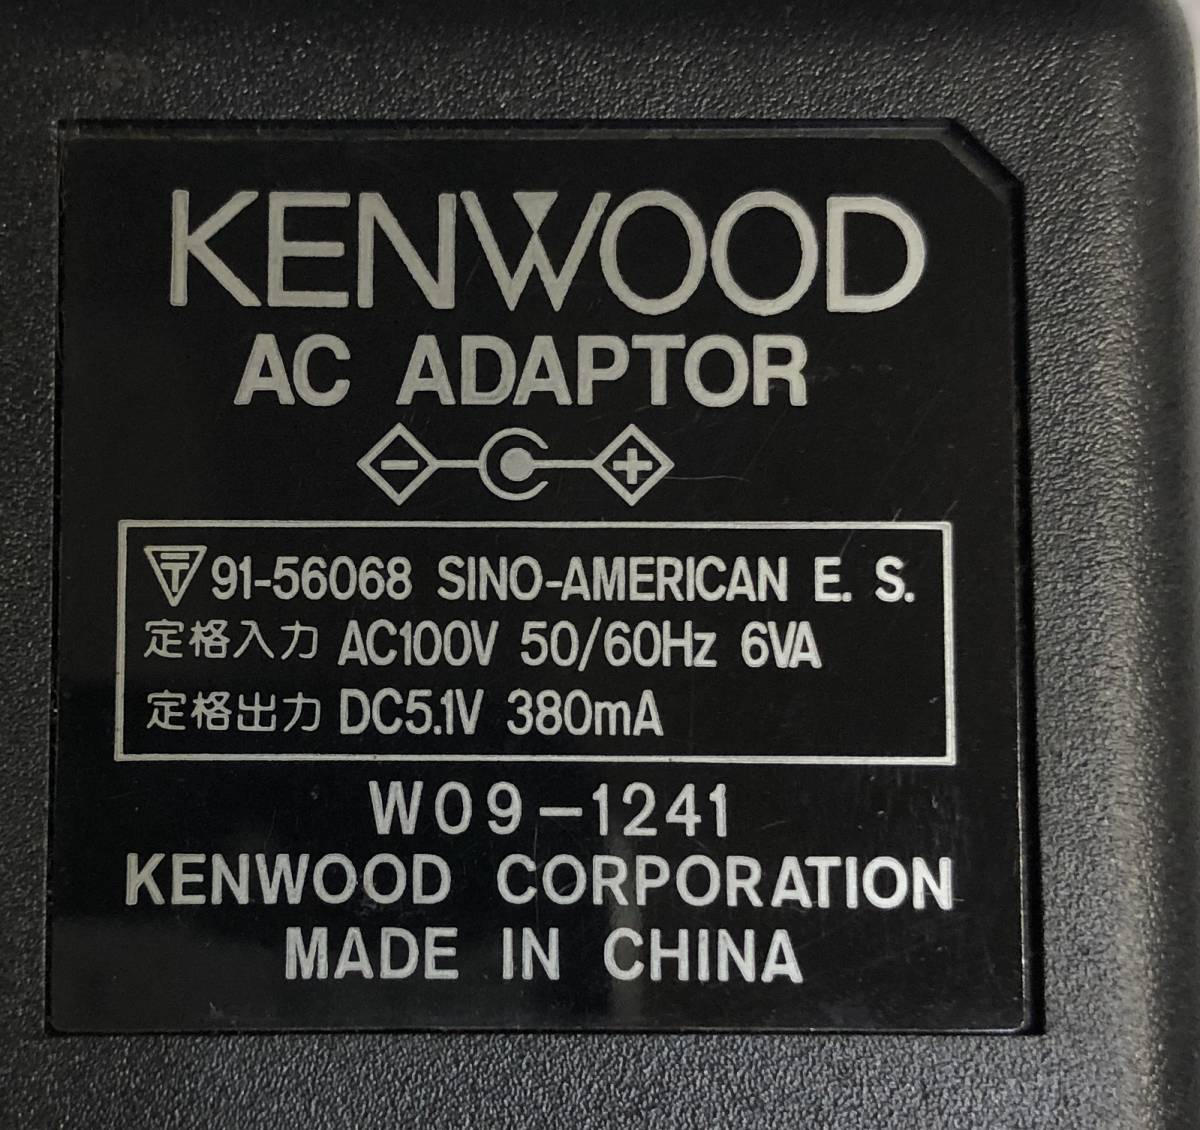 KENWOOD
AC ADAPTOR
91-56068 SINO-AMERICAN E. S.
定格入力 AC100V 50/60Hz 6VA
定格出力 DC5.1V 380mA
W09-1241
KENWOOD CORPORATION
MADE IN CHINA